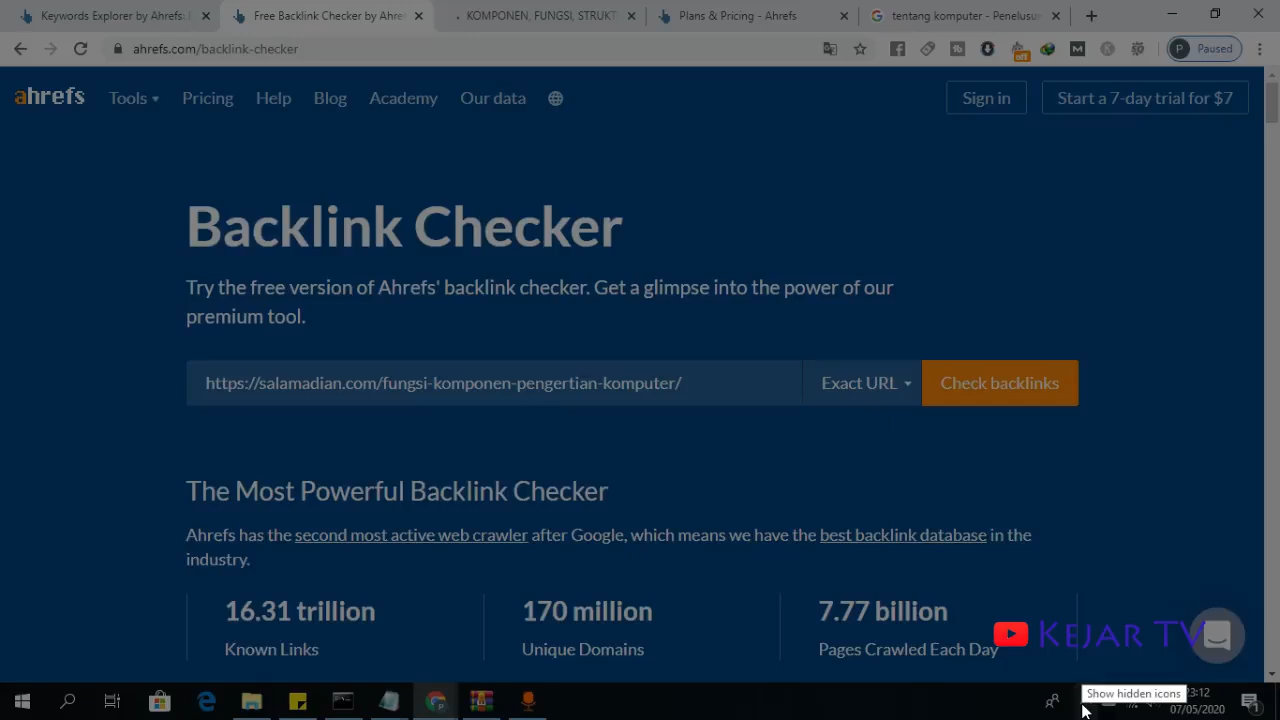 Keywords Explorer by Ahrefs:
Free Backlink Checker by Ahre
KOMPONEN, FUNGSI, STRUKT
Plans & Pricing - Ahrefs
tentang komputer - Penelusur
ahrefs.com/backlink-checker
off
M
K
P Paused
ahrefs
Tools
Pricing
Help
Blog
Academy
Our data
Sign in
Start a 7-day trial for $7
Backlink Checker
Try the free version of Ahrefs' backlink checker. Get a glimpse into the power of our
premium tool.
https://salamadian.com/fungsi-komponen-pengertian-komputer/
Exact URL
Check backlinks
The Most Powerful Backlink Checker
Ahrefs has the second most active web crawler after Google, which means we have the best backlink database in the
industry.
16.31 trillion
Known Links
170 million
Unique Domains
7.77 billion
Pages Crawled Each Day
KEJAR TV
Show hidden icons
23:12
07/05/2020
1